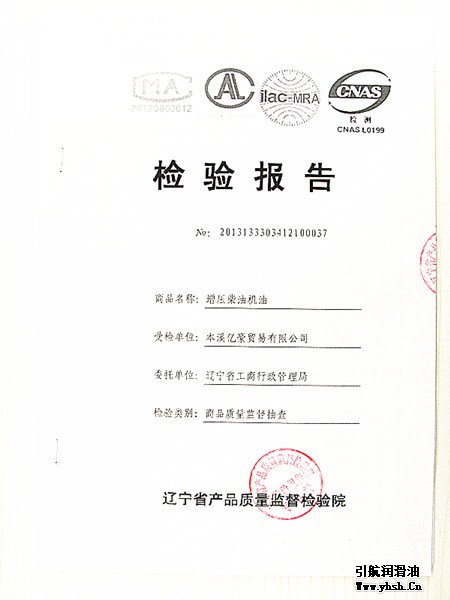 MA
AL
ilac-MRA
CNAS
检 测
CNAS L0199
检验报告
No: 2013133303412100037
商品名称: 增压柴油机油
受检单位: 本溪亿豪贸易有限公司
委托单位: 辽宁省工商行政管理局
检验类别: 商品质量监督抽查
辽宁省产品质量监督检验院
引航润滑油
www.yhsh.Cn